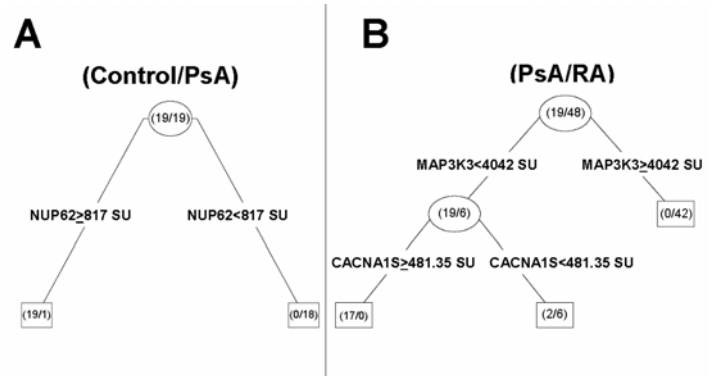 A
(Control/PsA)
(19/19)
NUP62≥817 SU NUP62<817 SU
(19/1) (0/18)
B
(PsA/RA)
(19/48)
MAP3K3<4042 SU MAP3K3≥4042 SU
(19/6) (0/42)
CACNA1S≥481.35 SU CACNA1S<481.35 SU
(17/0) (2/6)